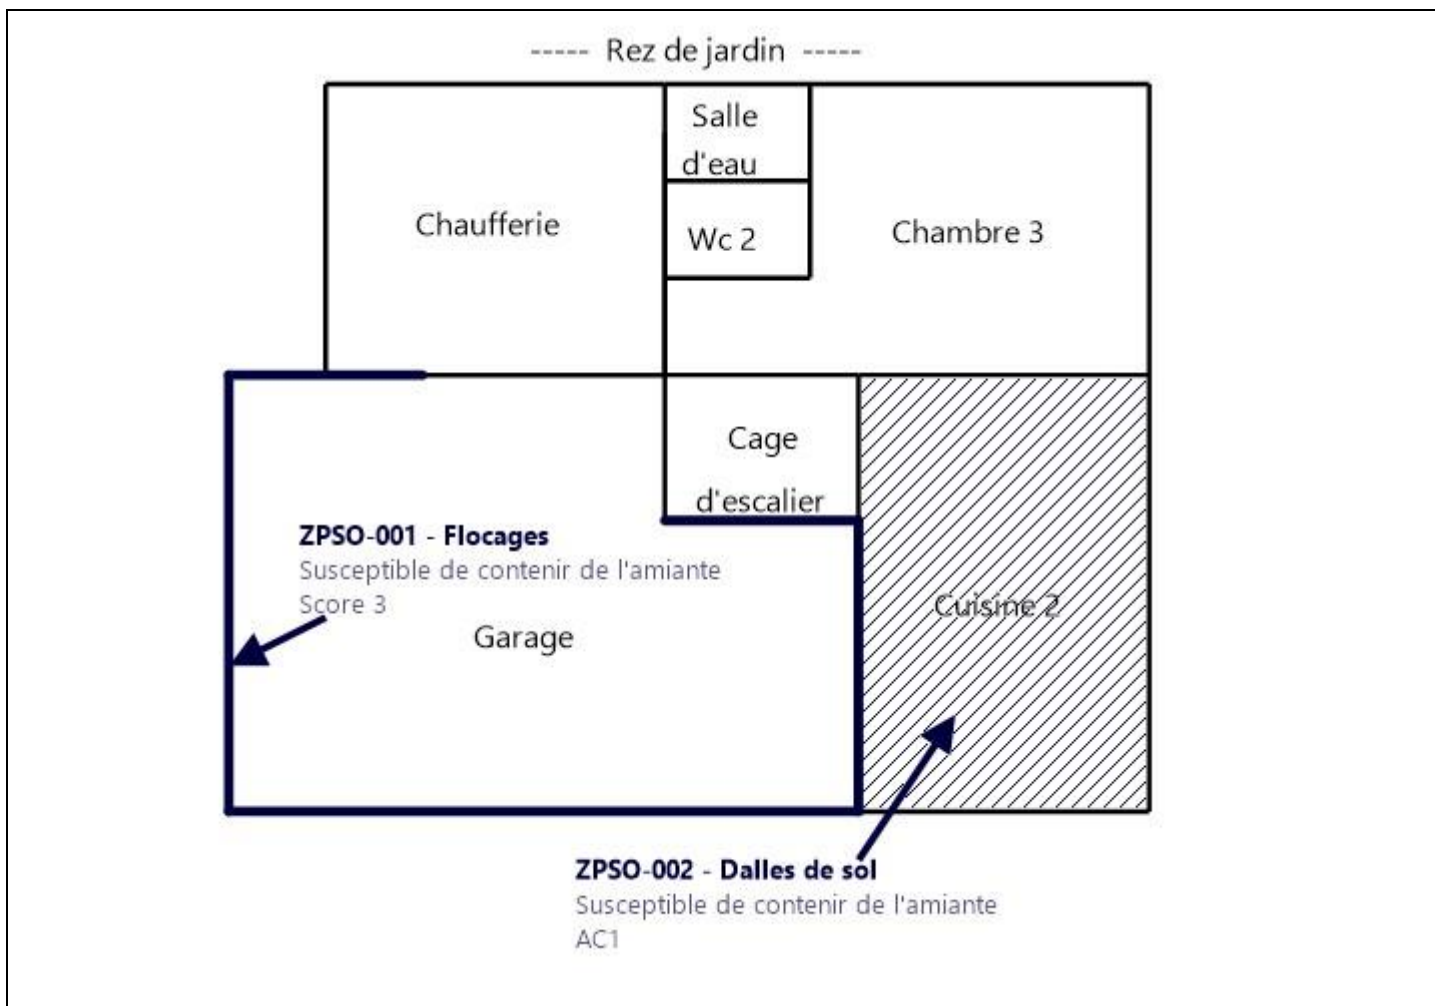 ----- Rez de jardin -----
Salle
d'eau
Chaufferie
Wc 2
Chambre 3
Cage
d'escalier
ZPSO-001 - Flocages
Susceptible de contenir de l'amiante
Score 3
Cuisine 2
Garage
ZPSO-002 - Dalles de sol
Susceptible de contenir de l'amiante
AC1